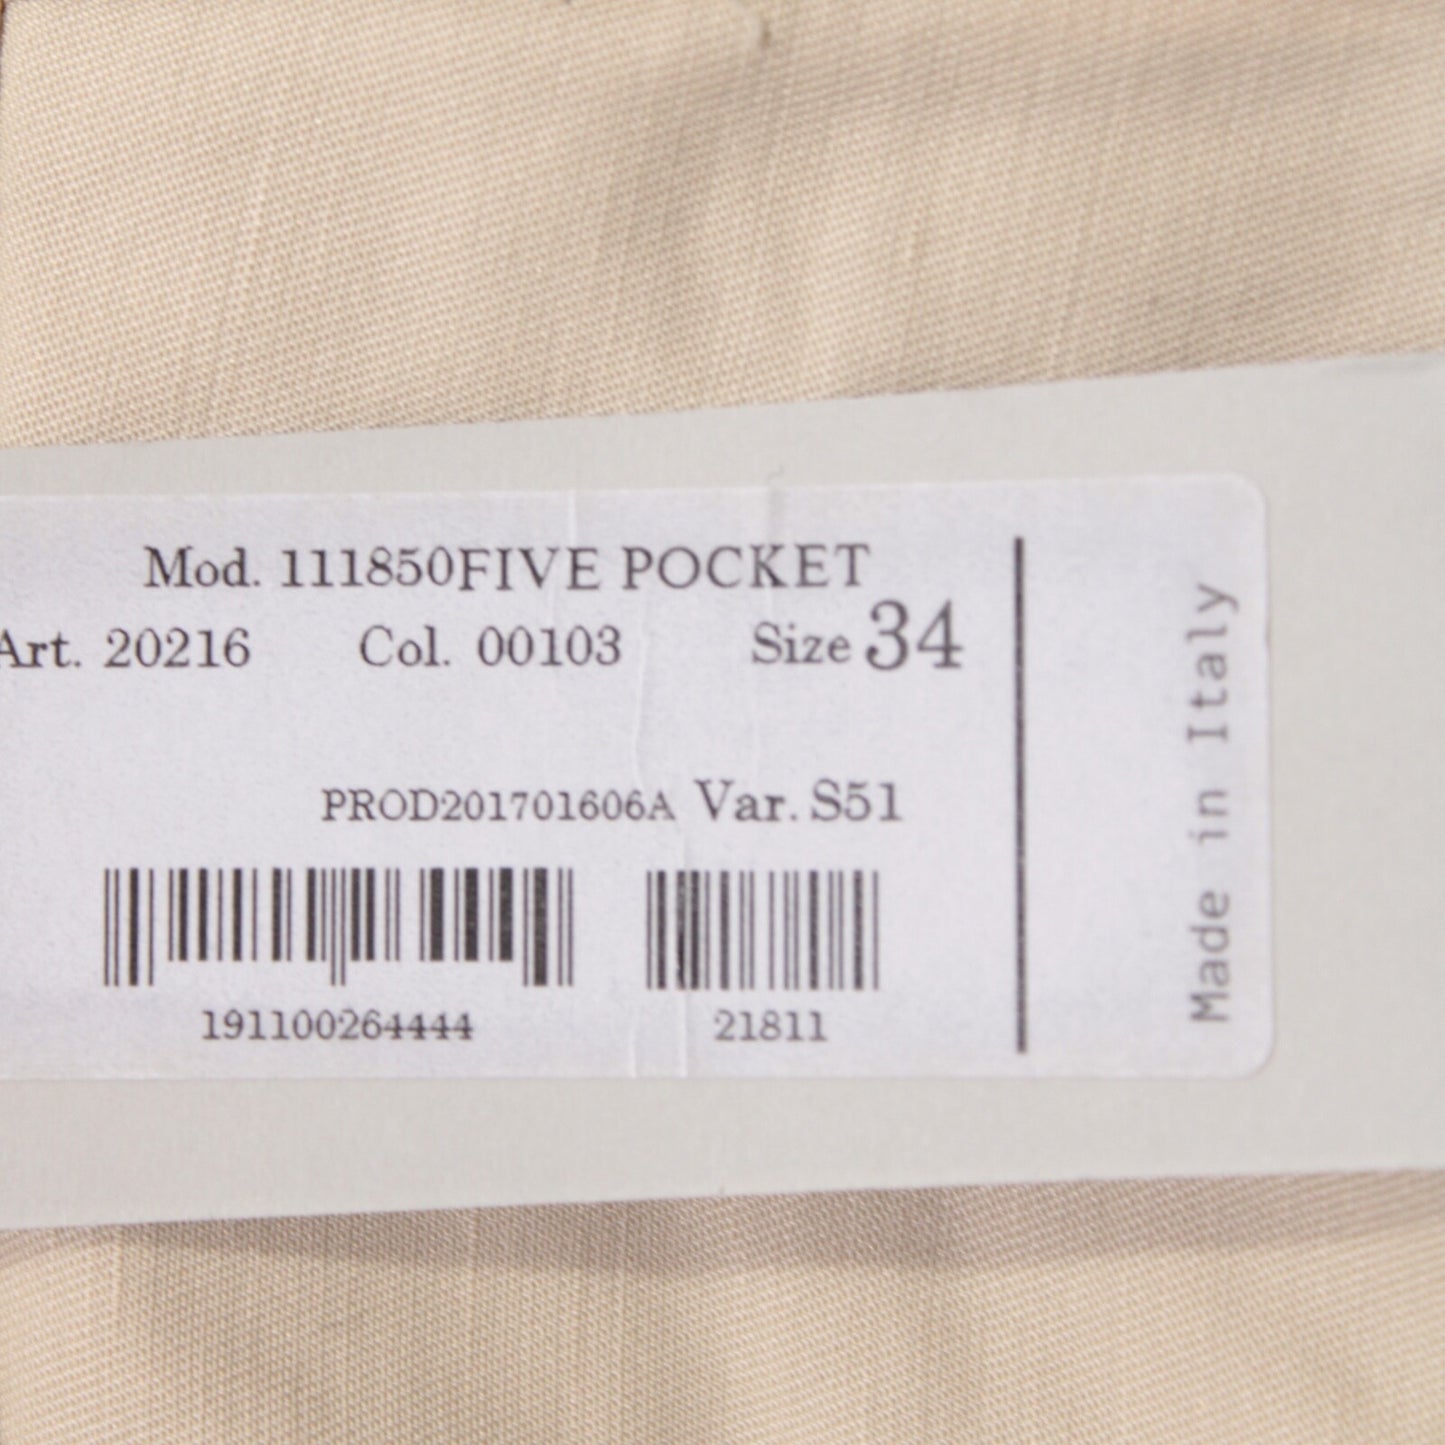 Mod. 111850FIVE POCKET
Art. 20216 Col. 00103 Size 34
PROD201701606A Var. S51
191100264444 21811
Made in Italy